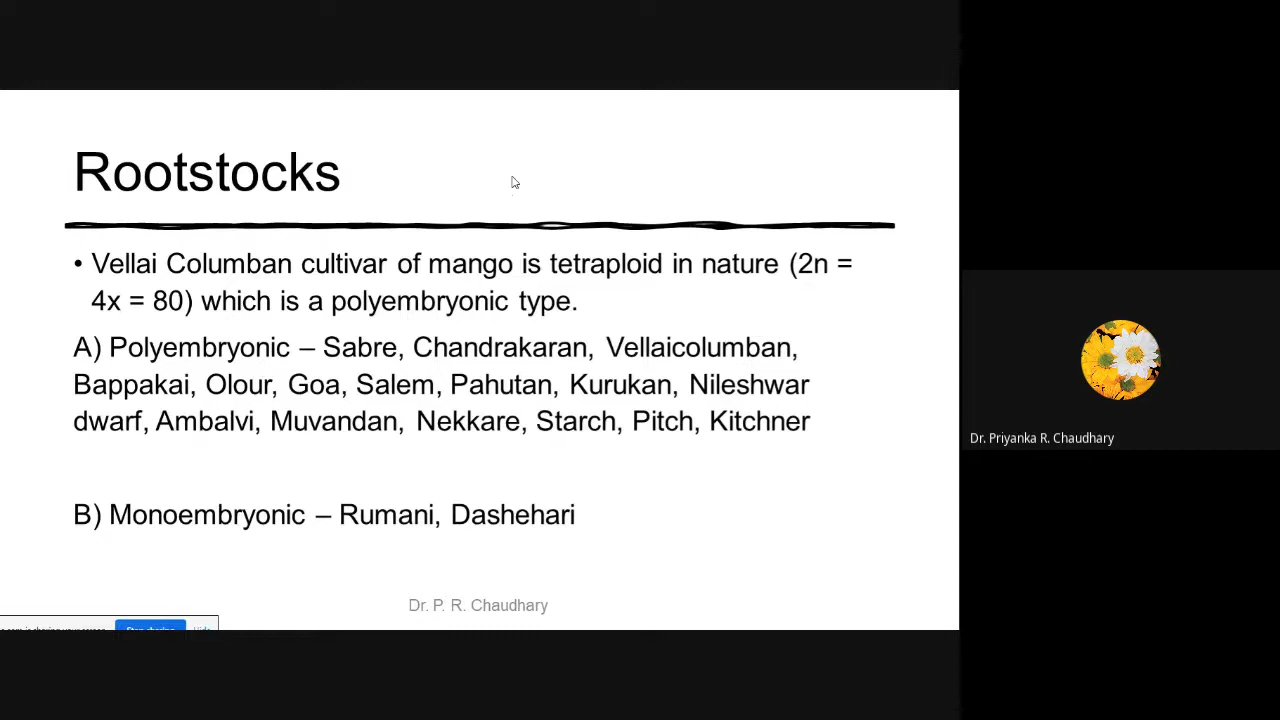 Rootstocks
• Vellai Columban cultivar of mango is tetraploid in nature (2n =
4x = 80) which is a polyembryonic type.
A) Polyembryonic – Sabre, Chandrakaran, Vellaicolumban,
Bappakai, Olour, Goa, Salem, Pahutan, Kurukan, Nileshwar
dwarf, Ambalvi, Muvandan, Nekkare, Starch, Pitch, Kitchner
B) Monoembryonic – Rumani, Dashehari
Dr. P. R. Chaudhary
Dr. Priyanka R. Chaudhary